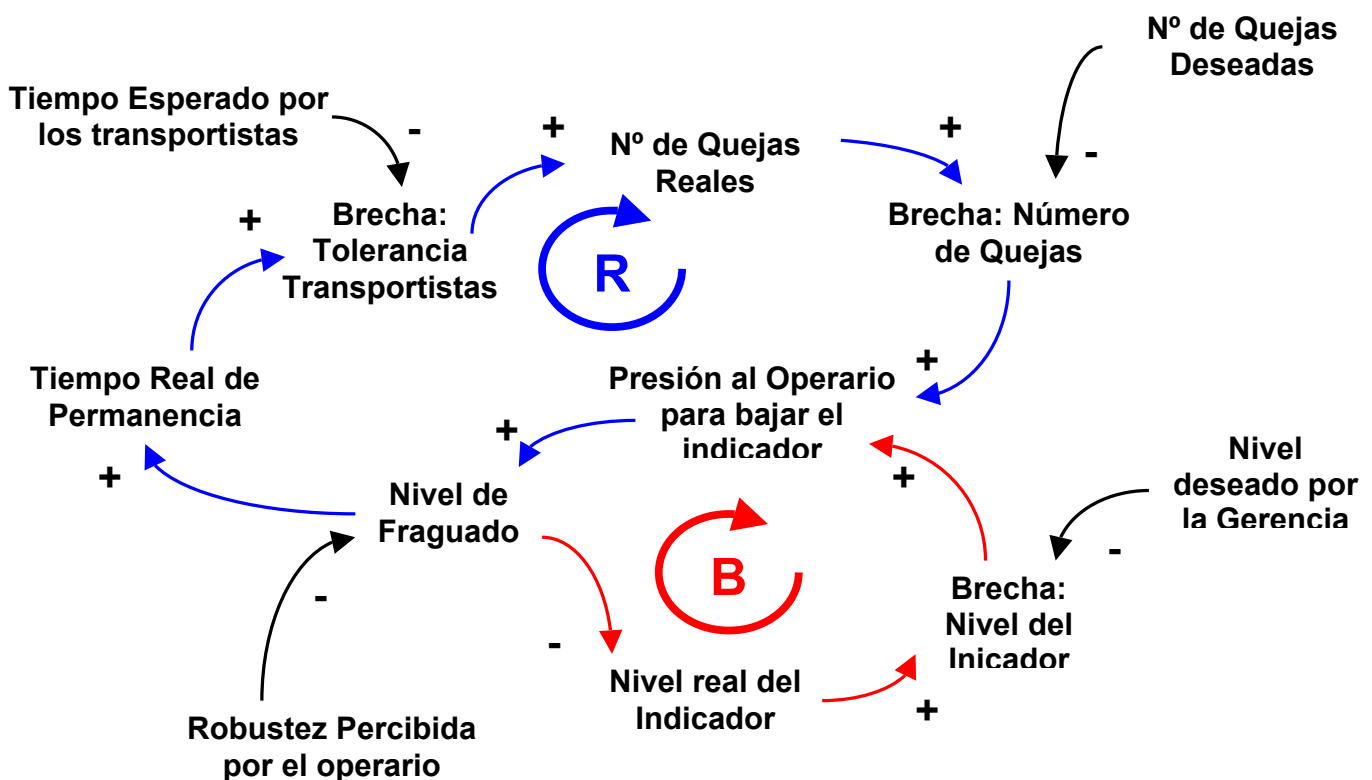 Nº de Quejas
Deseadas
Tiempo Esperado por
los transportistas
-
+
Nº de Quejas
Reales
+
-
Brecha:
Tolerancia
Transportistas
+
Brecha: Número
de Quejas
R
Tiempo Real de
Permanencia
+
Presión al Operario
para bajar el
indicador
+
+
+
Nivel de
Fraguado
Nivel
deseado por
la Gerencia
-
B
-
-
Brecha:
Nivel del
Inicador
+
Nivel real del
Indicador
+
Robustez Percibida
por el operario